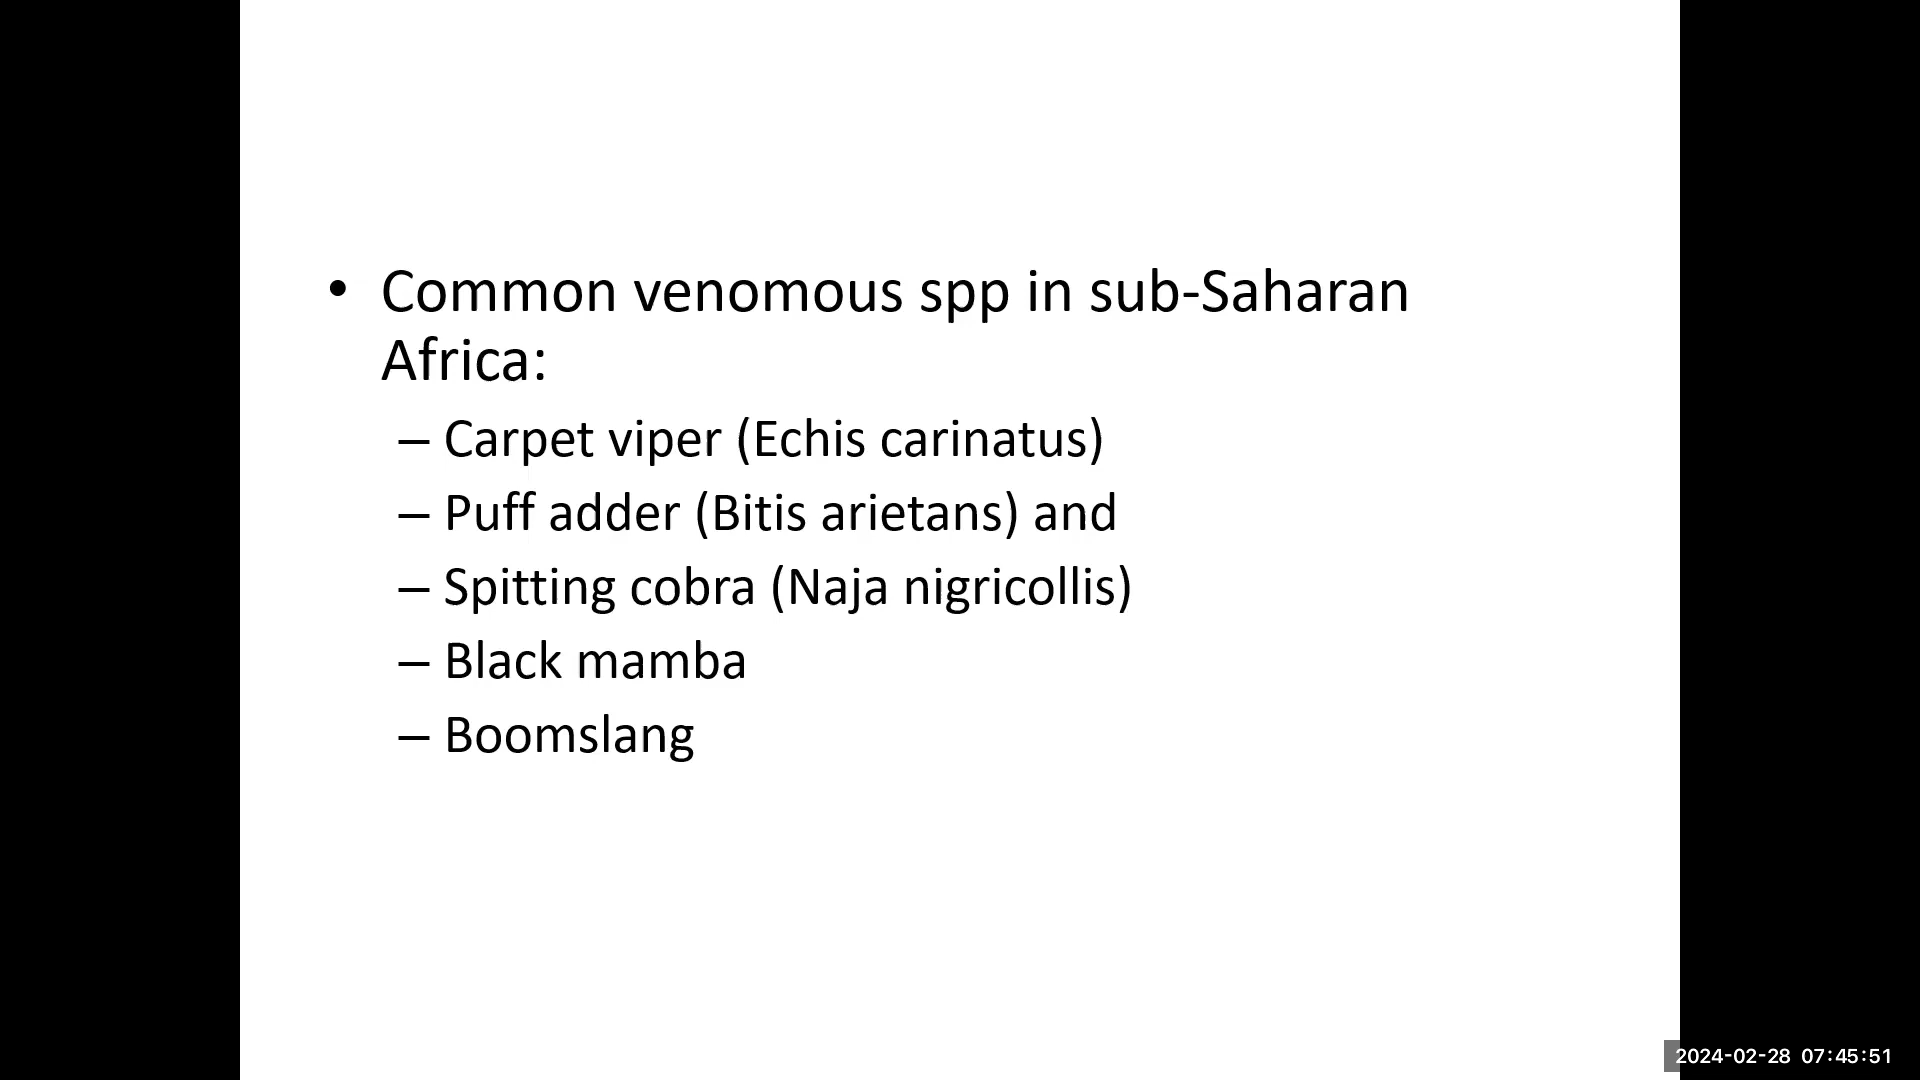 • Common venomous spp in sub-Saharan
Africa:
– Carpet viper (Echis carinatus)
– Puff adder (Bitis arietans) and
– Spitting cobra (Naja nigricollis)
– Black mamba
– Boomslang
2024-02-28 07:45:51